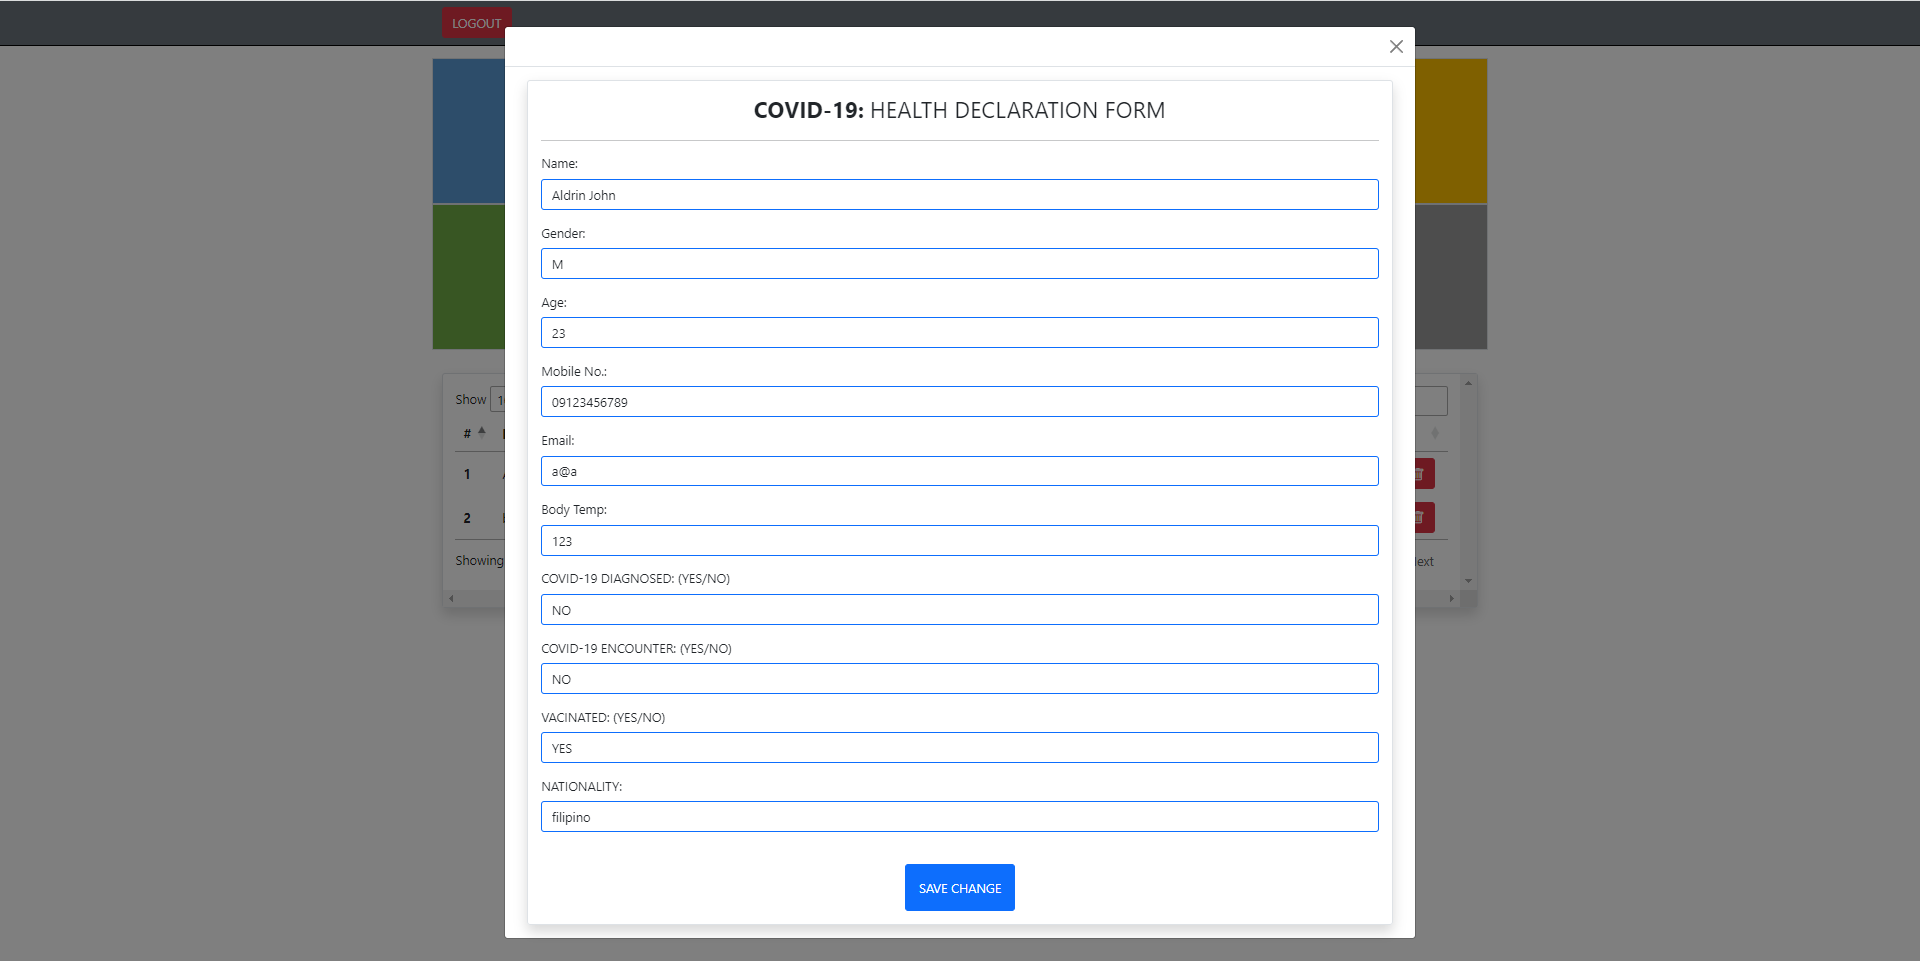 LOGOUT
COVID-19: HEALTH DECLARATION FORM
Name:
Aldrin John
Gender:
M
Age:
23
Mobile No.:
09123456789
Email:
a@a
Body Temp:
123
COVID-19 DIAGNOSED: (YES/NO)
NO
COVID-19 ENCOUNTER: (YES/NO)
NO
VACINATED: (YES/NO)
YES
NATIONALITY:
filipino
SAVE CHANGE
Show
#
1
2
Showing